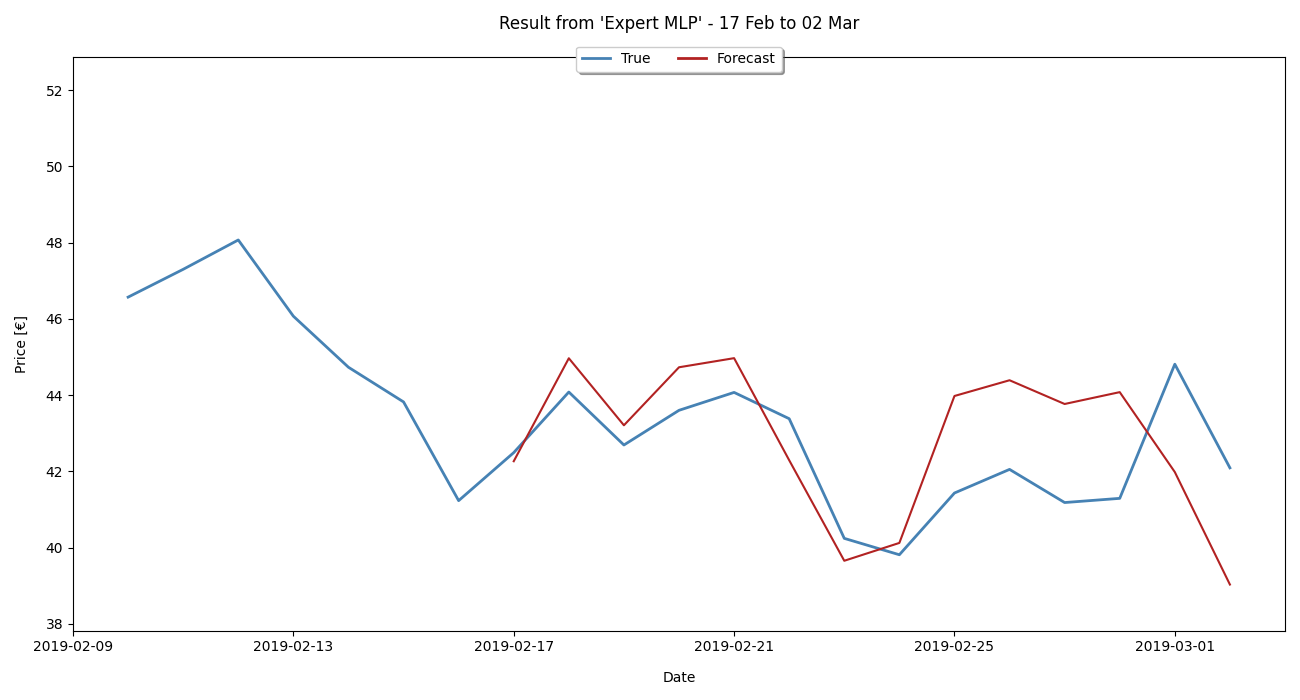 Result from 'Expert MLP' - 17 Feb to 02 Mar
True Forecast
52
50
48
46
44
42
40
38
Price [€]
2019-02-09 2019-02-13 2019-02-17 2019-02-21 2019-02-25 2019-03-01
Date